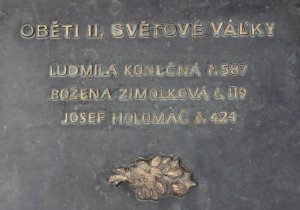 OBĚTI II. SVĚTOVÉ VÁLKY
LUDMILA KONEČNÁ č. 587
BOŽENA ZIMOLKOVÁ č. 119
JOSEF HOLOMÁČ č. 424